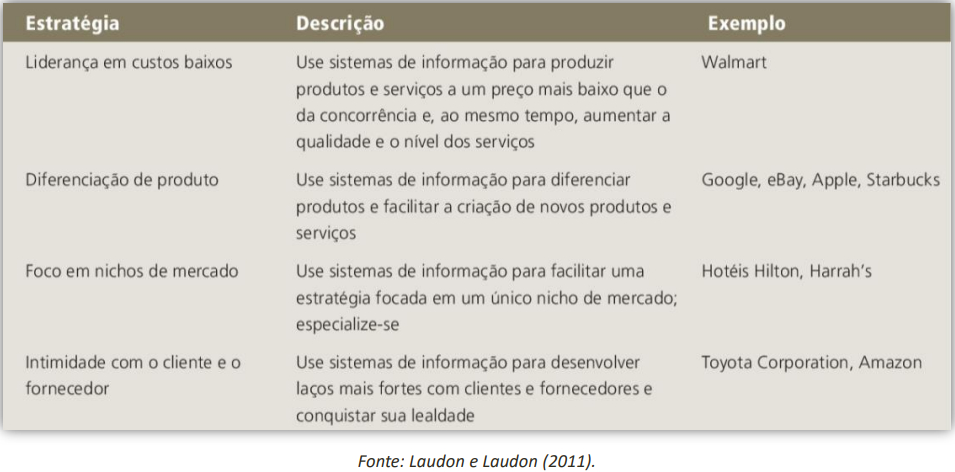 Estratégia Descrição Exemplo
Liderança em custos baixos Use sistemas de informação para produzir Walmart
produtos e serviços a um preço mais baixo que o
da concorrência e, ao mesmo tempo, aumentar a
qualidade e o nível dos serviços
Diferenciação de produto Use sistemas de informação para diferenciar Google, eBay, Apple, Starbucks
produtos e facilitar a criação de novos produtos e
serviços
Foco em nichos de mercado Use sistemas de informação para facilitar uma Hotéis Hilton, Harrah’s
estratégia focada em um único nicho de mercado;
especialize-se
Intimidade com o cliente e o Use sistemas de informação para desenvolver Toyota Corporation, Amazon
fornecedor laços mais fortes com clientes e fornecedores e
conquistar sua lealdade
Fonte: Laudon e Laudon (2011).